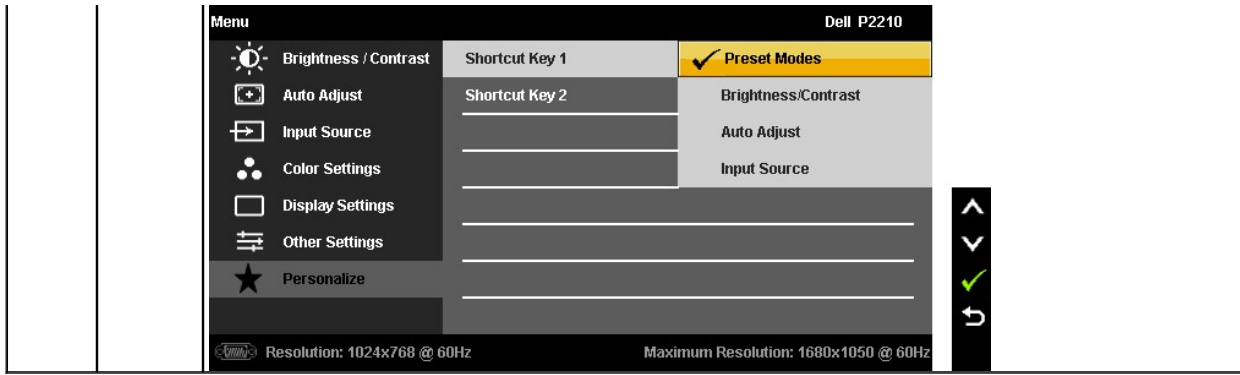 Menu Dell P2210
Brightness / Contrast Shortcut Key 1 Preset Modes
Auto Adjust Shortcut Key 2 Brightness/Contrast
Input Source Auto Adjust
Color Settings Input Source
Display Settings
Other Settings
Personalize
Resolution: 1024x768 @ 60Hz Maximum Resolution: 1680x1050 @ 60Hz